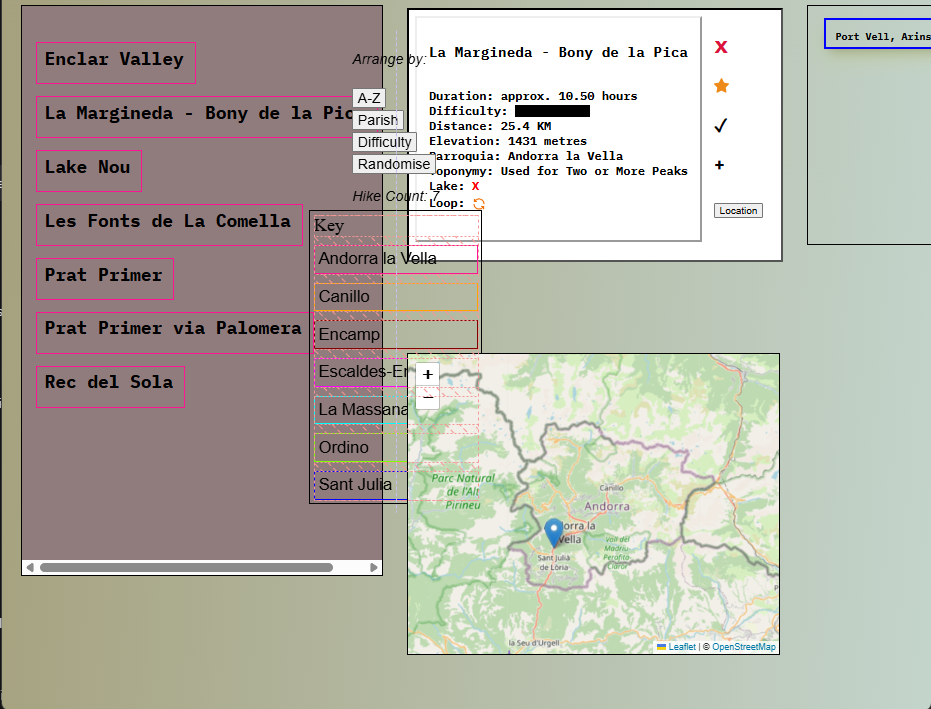 Enclar Valley
La Margineda - Bony de la Pic
Lake Nou
Les Fonts de La Comella
Prat Primer
Prat Primer via Palomera
Rec del Sola
Arrange by:
A-Z
Parish
Difficulty
Randomise
Hike Count: 7
Key
Andorra la Vella
Canillo
Encamp
Escaldes-En
La Massana
Ordino
Sant Julia
La Margineda - Bony de la Pica
Duration: approx. 10.50 hours
Difficulty:
Distance: 25.4 KM
Elevation: 1431 metres
Parroquia: Andorra la Vella
Toponymy: Used for Two or More Peaks
Lake: X
Loop:
X
✓
+
Location
Port Vell, Arins
+
−
Parc Natural
de l'Alt
Pirineu
Canillo
Andorra
Andorra la
Vella
Vall del
Madriu
Perafita
Claror
Sant Julià
de Lòria
la Seu d'Urgell
Leaflet | © OpenStreetMap